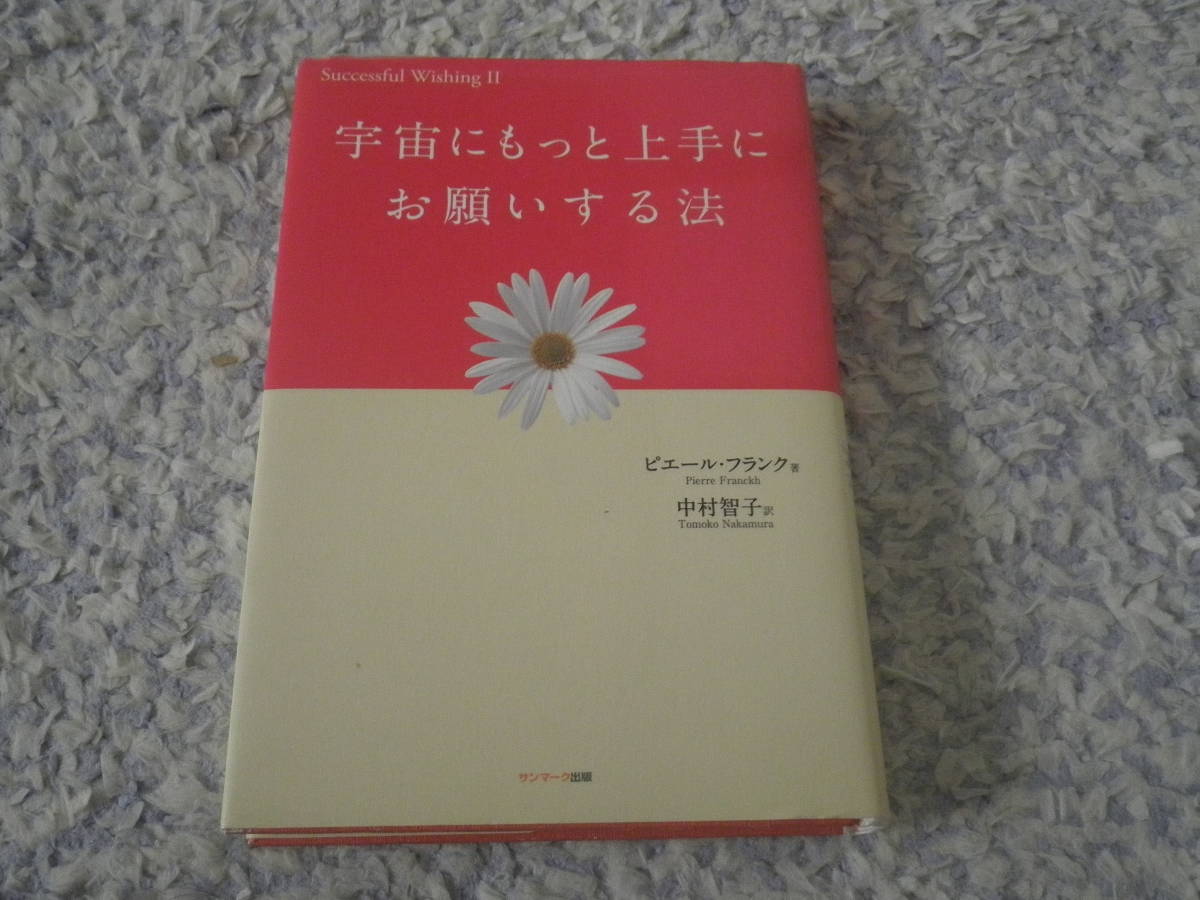 Successful Wishing II
宇宙にもっと上手に
お願いする法
ピエール・フランク著
Pierre Franckh
中村智子訳
Tomoko Nakamura
サンマーク出版